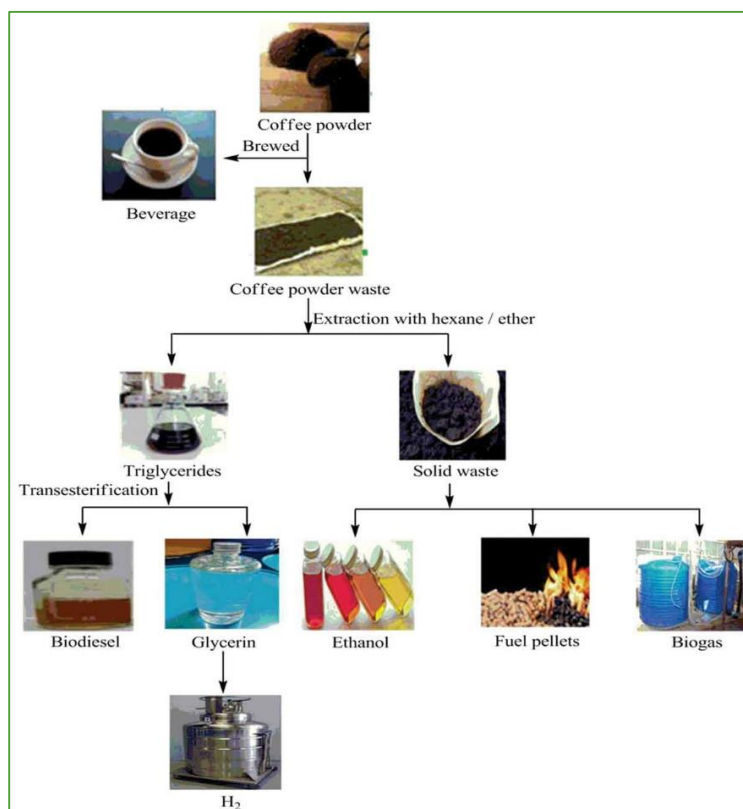 Coffee powder
Brewed
Beverage
Coffee powder waste
Extraction with hexane / ether
Triglycerides
Solid waste
Transesterification
Biodiesel
Glycerin
Ethanol
Fuel pellets
Biogas
H₂